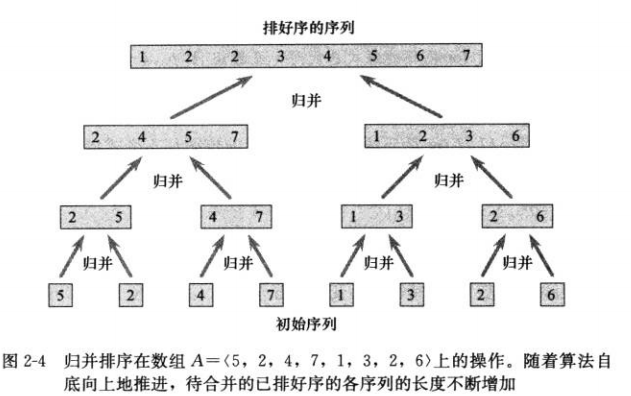 排好序的序列
1 2 2 3 4 5 6 7
归并
2 4 5 7 1 2 3 6
归并 归并
2 5 4 7 1 3 2 6
归并 归并 归并 归并
5 2 4 7 1 3 2 6
初始序列
图 2-4 归并排序在数组 A=〈5，2，4，7，1，3，2，6〉上的操作。随着算法自
底向上地推进，待合并的已排好序的各序列的长度不断增加